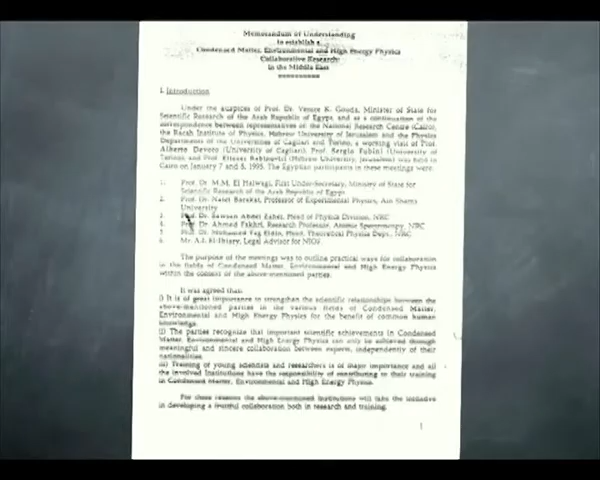 Memorandum of Understanding
to establish a
Condensed Matter, Environmental and High Energy Physics
Collaborative Research
in the Middle East
1. Introduction
Under the auspices of Prof. Dr. Venice K. Gouda, Minister of State for
Scientific Research of the Arab Republic of Egypt, and as a continuation of the
correspondence between representatives of the National Research Centre (Cairo),
the Racah Institute of Physics, Hebrew University of Jerusalem and the Physics
Departments of the Universities of Cagliari and Torino, a working visit of Prof.
Alberto Devoto (University of Cagliari), Prof. Sergio Fubini (University of
Torino), and Prof. Eliezer Rabinovici (Hebrew University, Jerusalem) was held in
Cairo on January 7 and 8, 1995. The Egyptian participants in these meetings were:
1. Prof. Dr. M.M. El Halwagi, First Under-Secretary, Ministry of State for
Scientific Research of the Arab Republic of Egypt
2. Prof. Dr. Barakat, Professor of Experimental Physics, Ain Shams
University
3. Prof. Dr. Sawsan Abdel Zaher, Head of Physics Division, NRC
4. Prof. Dr. Ahmed Fakhri, Research Professor, Atomic Spectroscopy, NRC
5. Prof. Dr. Mohamed Eldin, Head, Theoretical Physics Dept., NRC
6. Mr. A.I. El-Ibiary, Legal Advisor for
The purpose of the meetings was to outline practical ways for collaboration
in the fields of Condensed Matter, Environmental and High Energy Physics
within the context of the above-mentioned parties.
It was agreed that:
i) It is of great importance to strengthen the scientific relationships between the
above-mentioned parties in the various fields of Condensed Matter,
Environmental and High Energy Physics for the benefit of common human
knowledge.
ii) The parties recognize that important scientific achievements in Condensed
Matter, Environmental and High Energy Physics can only be achieved through
meaningful and sincere collaboration between experts, independently of their
nationalities.
iii) Training of young scientists and researchers is of major importance and all
the involved Institutions have the responsibility of contributing to their training
in Condensed Matter, Environmental and High Energy Physics.
For these reasons the above-mentioned Institutions will take the initiative
in developing a fruitful collaboration both in research and training.
1